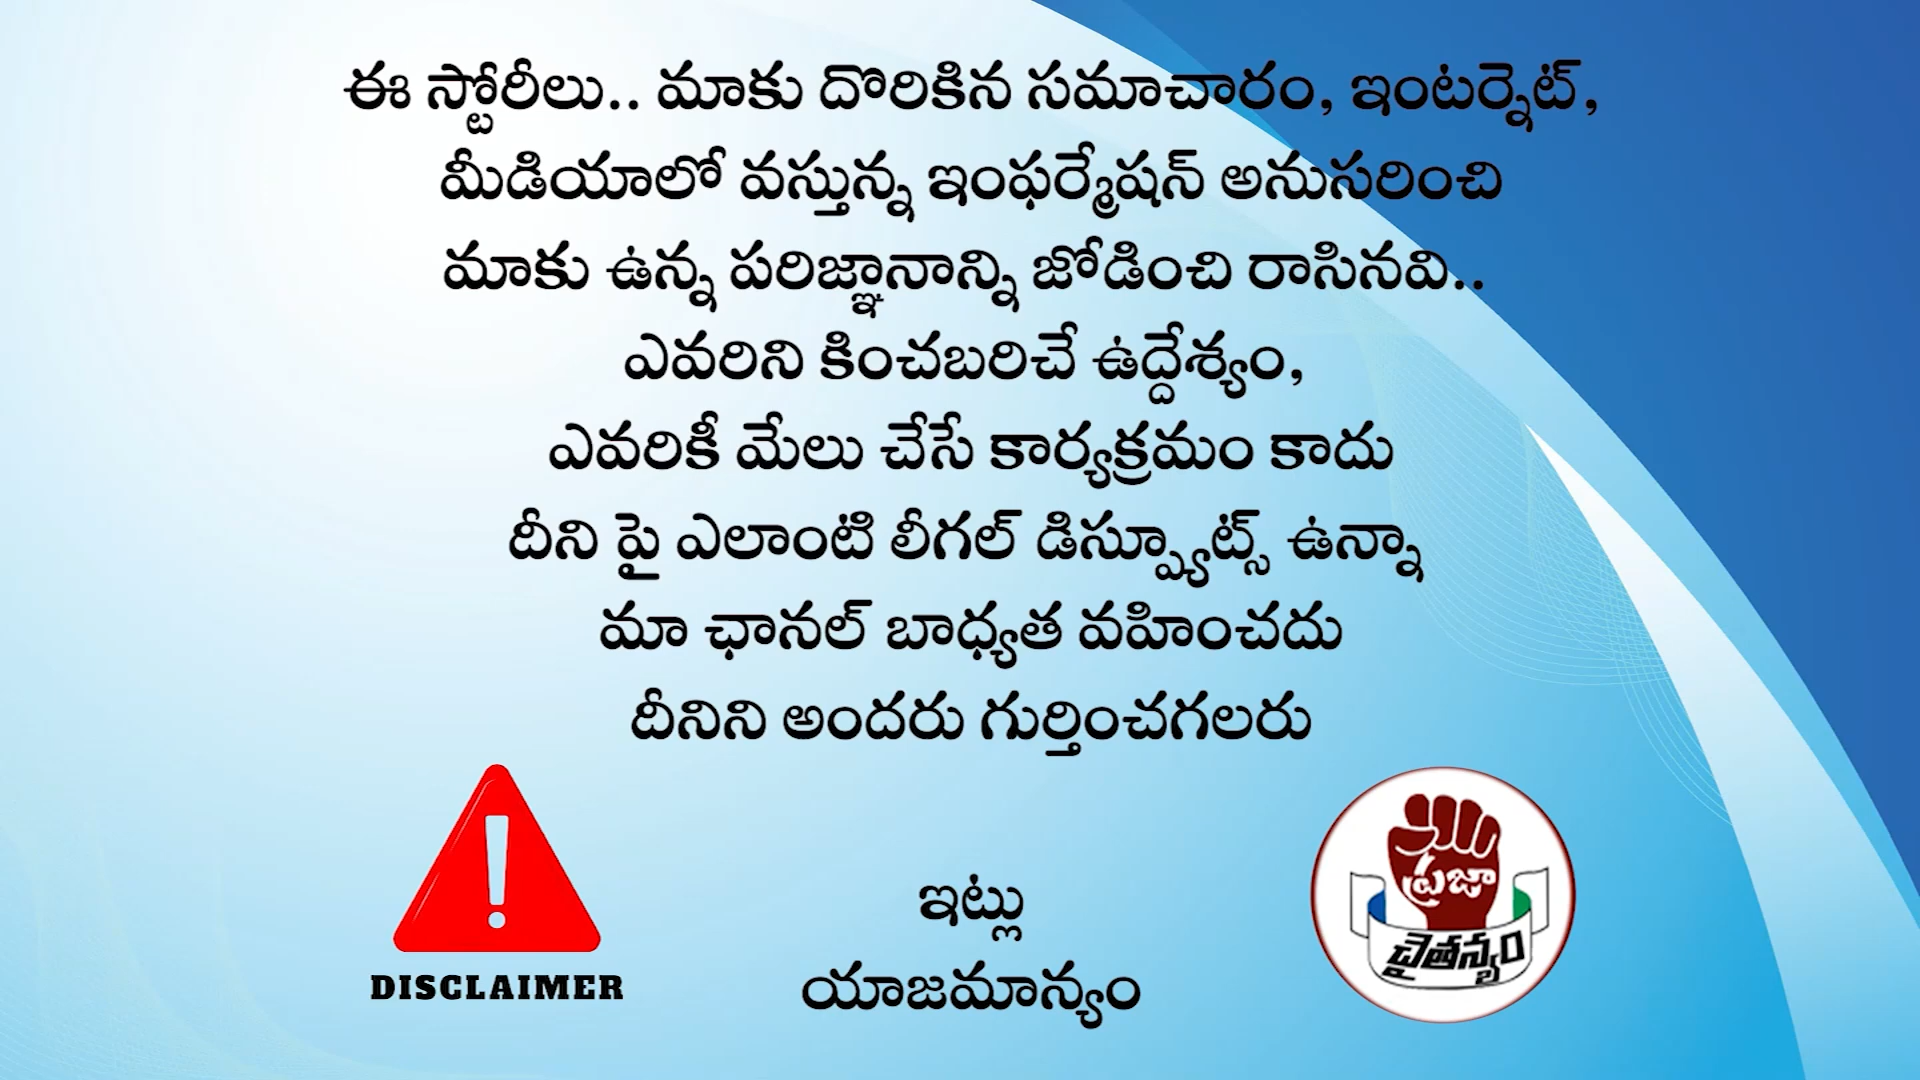 ఈ స్టోరీలు.. మాకు దొరికిన సమాచారం, ఇంటర్నెట్,
మీడియాలో వస్తున్న ఇంఫర్మేషన్ అనుసరించి
మాకు ఉన్న పరిజ్ఞానాన్ని జోడించి రాసినవి..
ఎవరిని కించబరిచే ఉద్దేశ్యం,
ఎవరికీ మేలు చేసే కార్యక్రమం కాదు
దీని పై ఎలాంటి లీగల్ డిస్ప్యూట్స్ ఉన్నా
మా ఛానల్ బాధ్యత వహించదు
దీనిని అందరు గుర్తించగలరు
DISCLAIMER
ఇట్లు
యాజమాన్యం
ప్రజా
చైతన్యం